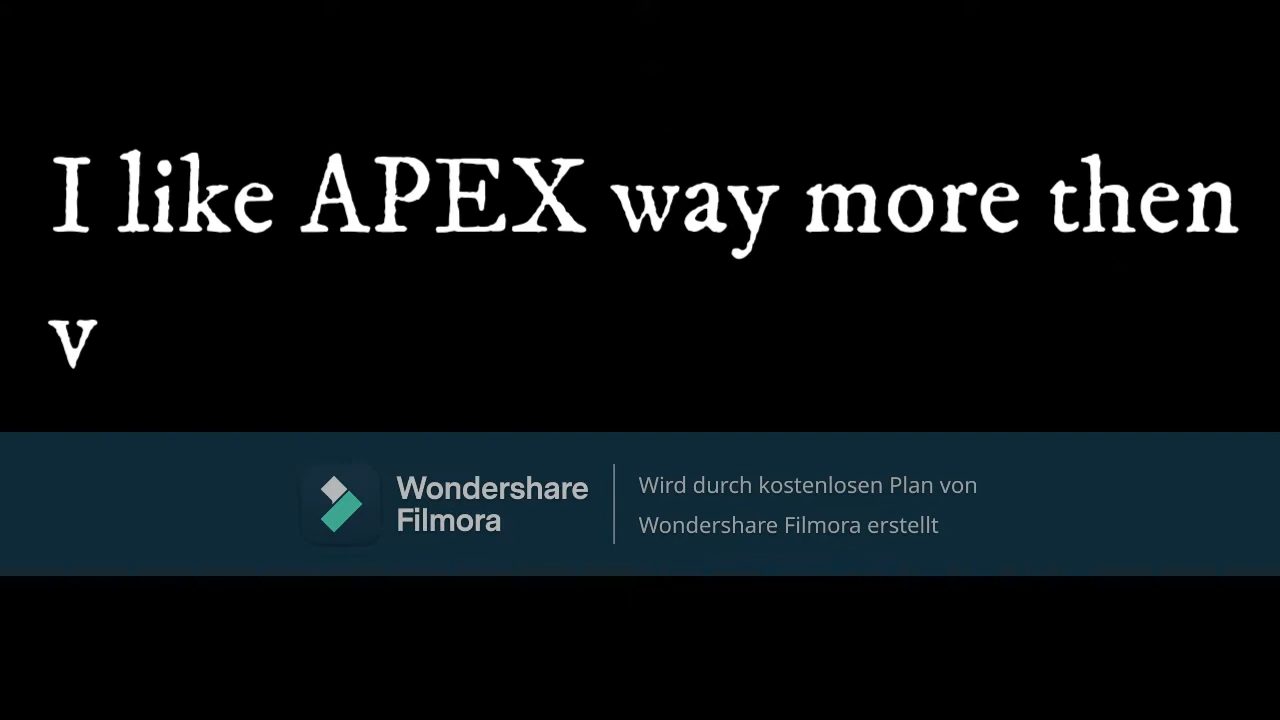 I like APEX way more then
v
Wondershare
Filmora
Wird durch kostenlosen Plan von
Wondershare Filmora erstellt